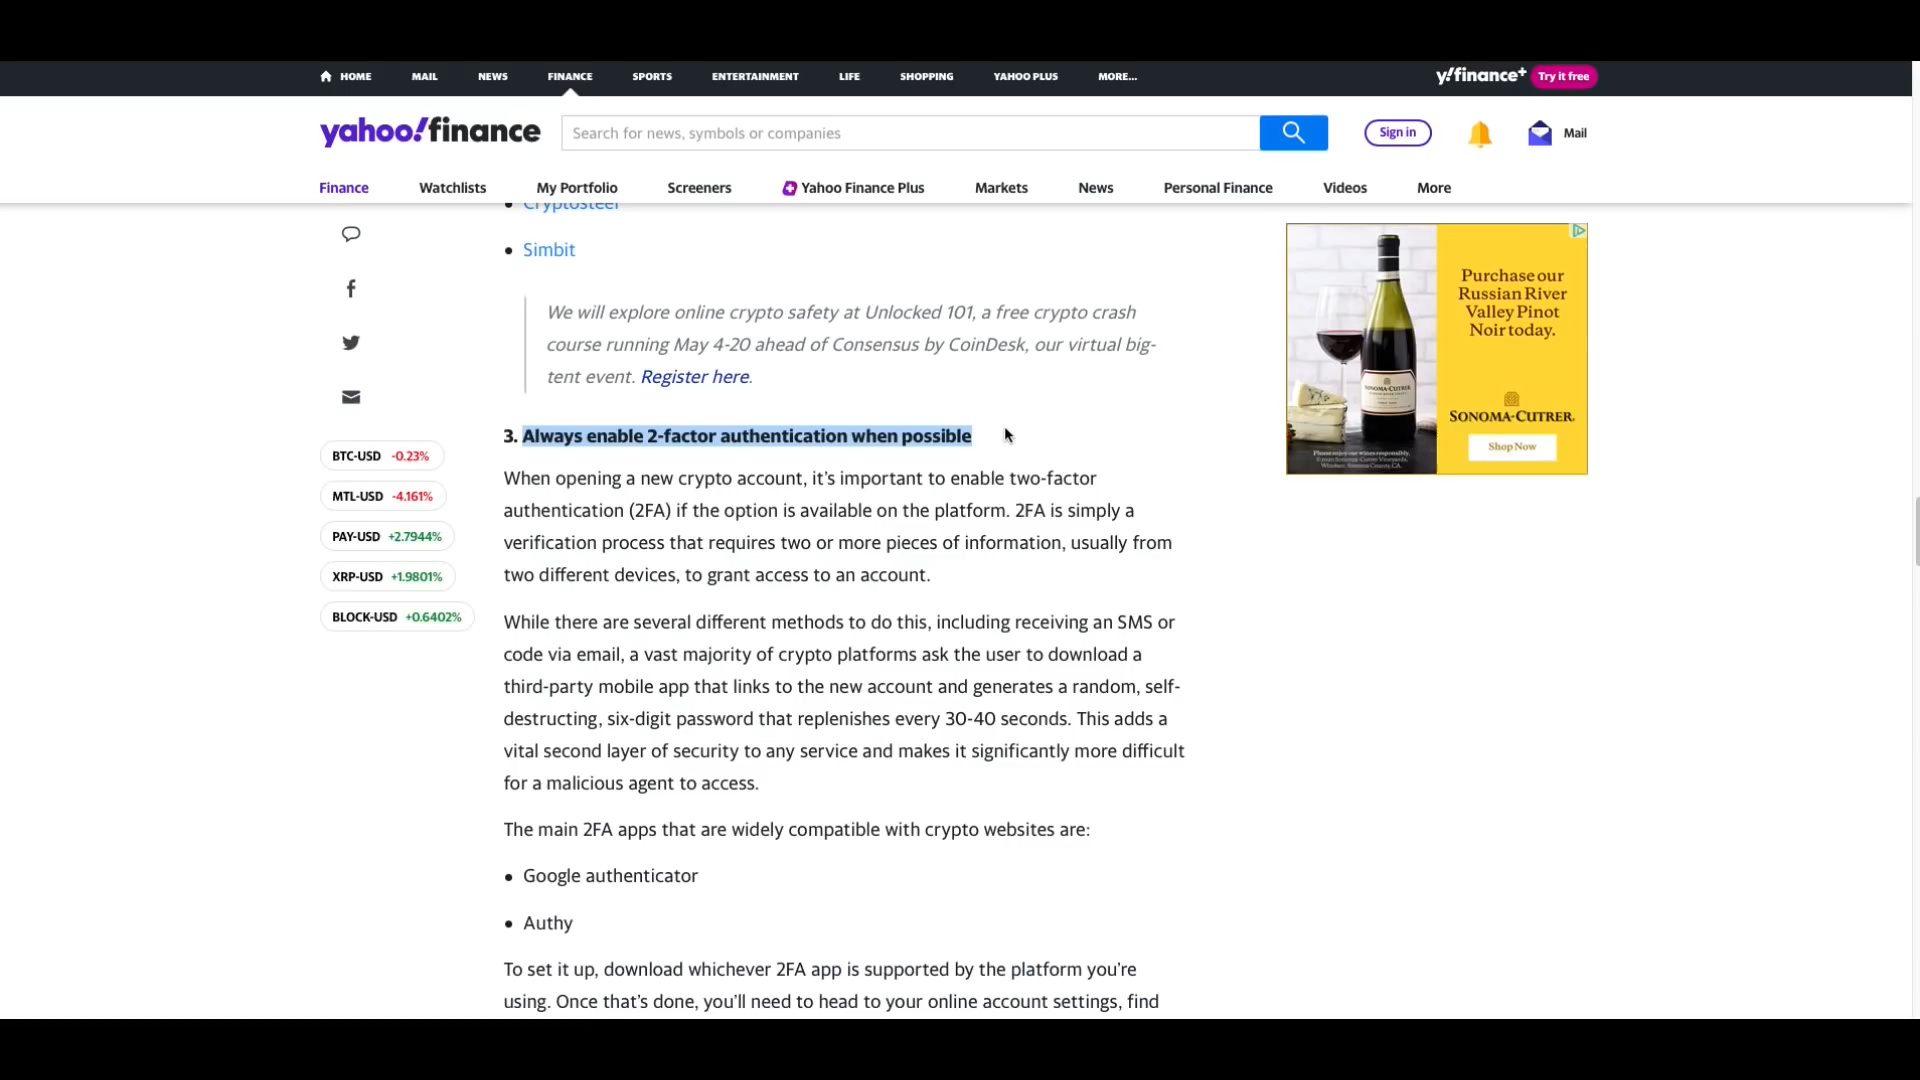 HOME MAIL NEWS FINANCE SPORTS ENTERTAINMENT LIFE SHOPPING YAHOO PLUS MORE...
y!finance+ Try it free
yahoo!finance
Search for news, symbols or companies
Sign in
Mail
Finance Watchlists My Portfolio Screeners Yahoo Finance Plus Markets News Personal Finance Videos More
• Cryptosteel
• Simbit
We will explore online crypto safety at Unlocked 101, a free crypto crash
course running May 4-20 ahead of Consensus by CoinDesk, our virtual big-
tent event. Register here.
3. Always enable 2-factor authentication when possible
When opening a new crypto account, it's important to enable two-factor
authentication (2FA) if the option is available on the platform. 2FA is simply a
verification process that requires two or more pieces of information, usually from
two different devices, to grant access to an account.
While there are several different methods to do this, including receiving an SMS or
code via email, a vast majority of crypto platforms ask the user to download a
third-party mobile app that links to the new account and generates a random, self-
destructing, six-digit password that replenishes every 30-40 seconds. This adds a
vital second layer of security to any service and makes it significantly more difficult
for a malicious agent to access.
The main 2FA apps that are widely compatible with crypto websites are:
• Google authenticator
• Authy
To set it up, download whichever 2FA app is supported by the platform you're
using. Once that's done, you'll need to head to your online account settings, find
BTC-USD -0.23%
MTL-USD -4.161%
PAY-USD +2.7944%
XRP-USD +1.9801%
BLOCK-USD +0.6402%
Purchase our
Russian River
Valley Pinot
Noir today.
SONOMA-CUTRER.
Shop Now
SONOMA-CUTRER
Please enjoy our wines responsibly.